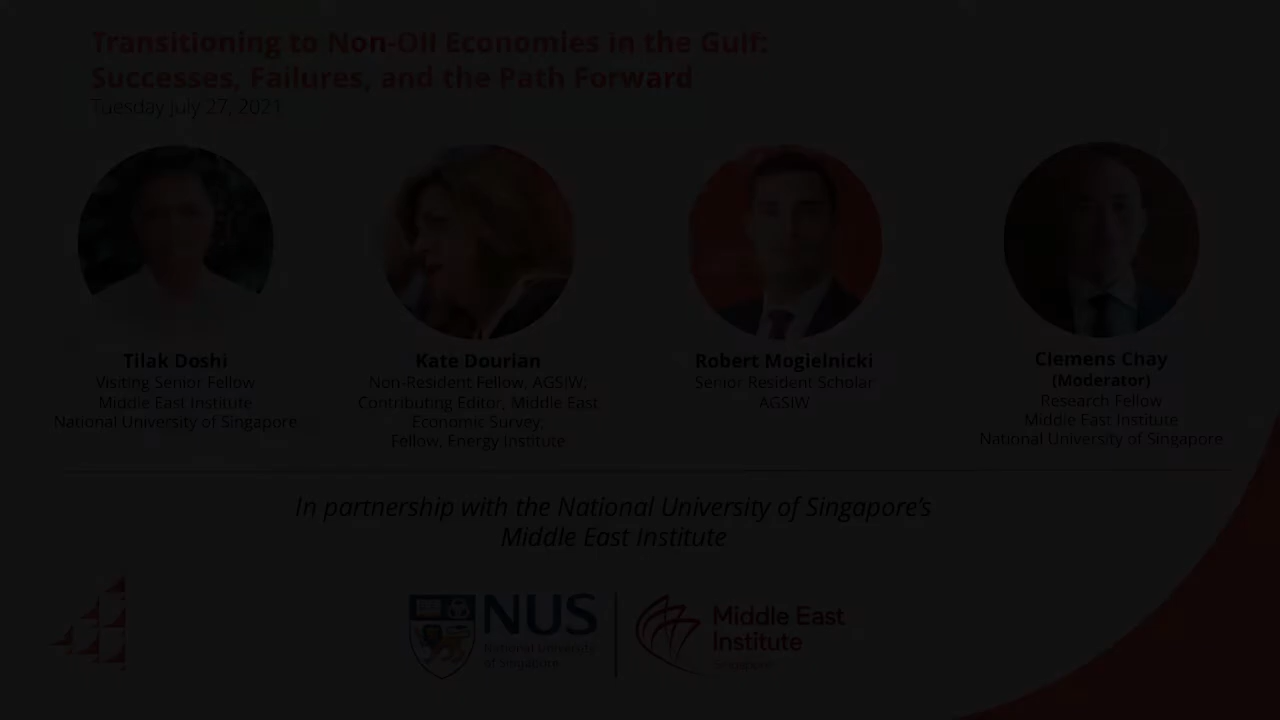 Transitioning to Non-Oil Economies in the Gulf:
Successes, Failures, and the Path Forward
Tuesday July 27, 2021
Tilak Doshi
Visiting Senior Fellow
Middle East Institute
National University of Singapore
Kate Dourian
Non-Resident Fellow, AGSIW;
Contributing Editor, Middle East
Economic Survey;
Fellow, Energy Institute
Robert Mogielnicki
Senior Resident Scholar
AGSIW
Clemens Chay
(Moderator)
Research Fellow
Middle East Institute
National University of Singapore
In partnership with the National University of Singapore's
Middle East Institute
NUS
National University
of Singapore
Middle East
Institute
Singapore